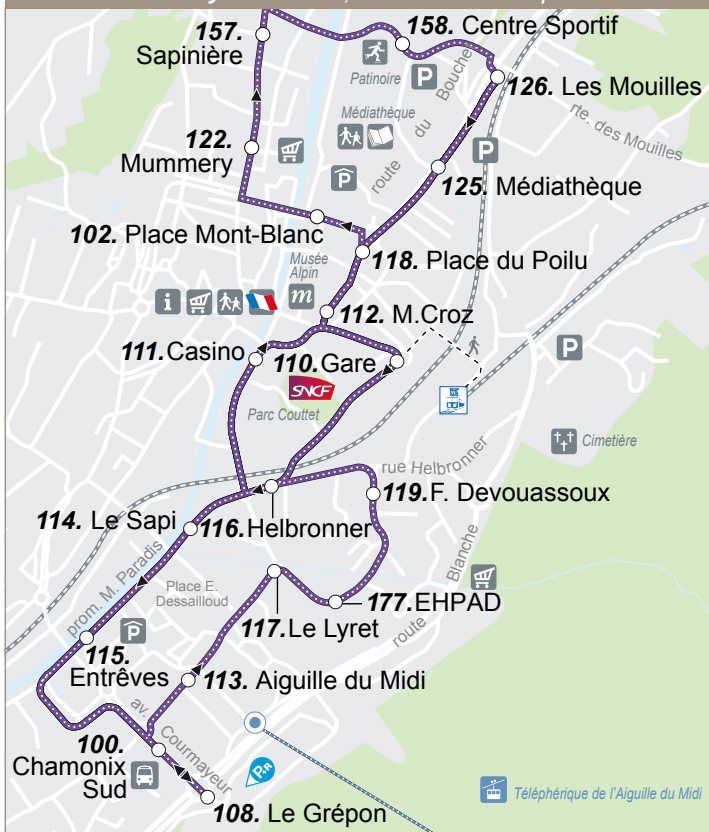 158. Centre Sportif
157.
Sapinière
Patinoire
P
126. Les Mouilles
route du Bouchet
rte. des Mouilles
Médiathèque
122.
Mummery
P
P
125. Médiathèque
102. Place Mont-Blanc
118. Place du Poilu
Musée
Alpin
m
i
112. M.Croz
111. Casino
110. Gare
P
SNCF
Parc Couttet
Cimetière
rue Helbronner
119. F. Devouassoux
114. Le Sapi
116. Helbronner
route Blanche
prom. M. Paradis
Place E.
Dessailloud
177. EHPAD
117. Le Lyret
P
115.
Entrêves
113. Aiguille du Midi
av. Courmayeur
100.
Chamonix
Sud
P+R
108. Le Grépon
Téléphérique de l'Aiguille du Midi